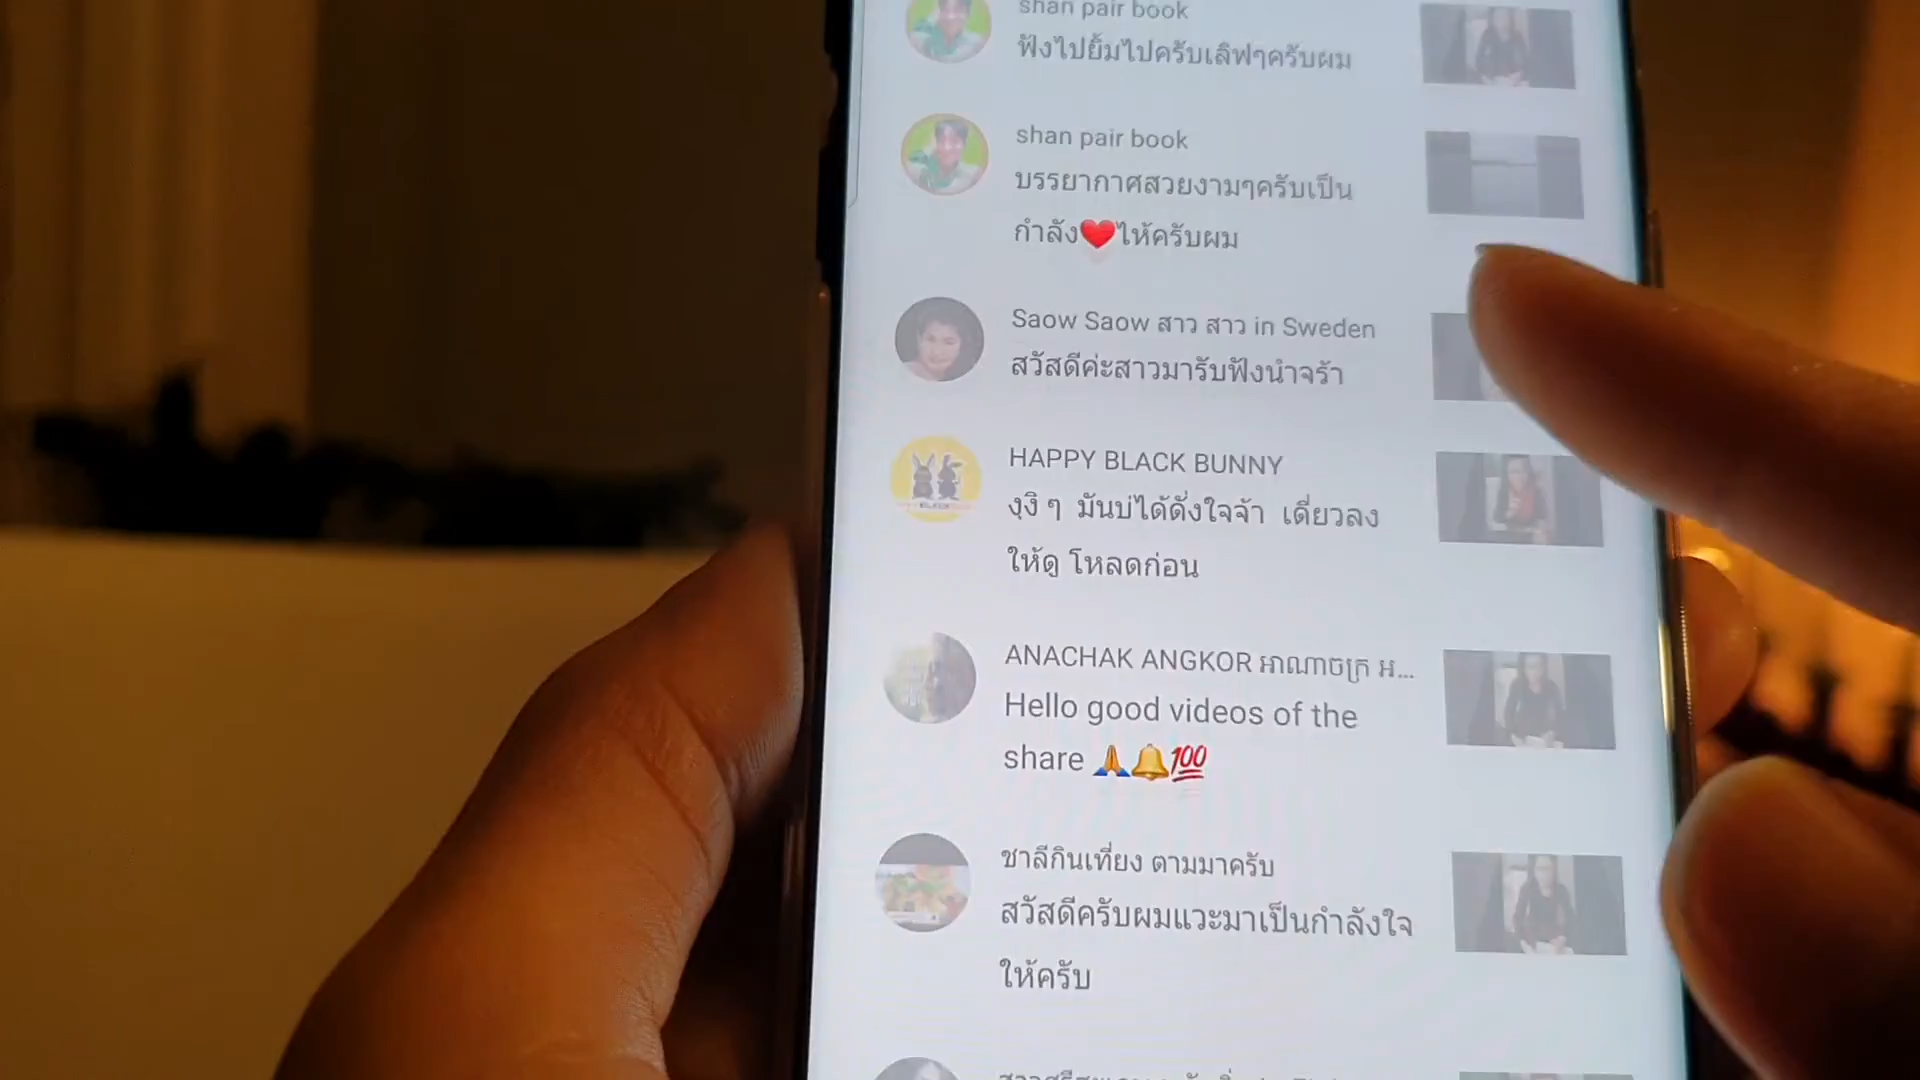 shan pair book
ฟังไปยิ้มไปครับเลิฟๆครับผม
shan pair book
บรรยากาศสวยงามๆครับเป็น
กำลัง❤️ให้ครับผม
Saow Saow สาว สาว in Sweden
สวัสดีค่ะสาวมารับฟังนำจร้า
HAPPY BLACK BUNNY
งุงิ ๆ มันบ่ได้ดั่งใจจ้า เดี่ยวลง
ให้ดู โหลดก่อน
ANACHAK ANGKOR អាណាចក្រ អ...
Hello good videos of the
share 🙏🔔💯
ชาลีกินเที่ยง ตามมาครับ
สวัสดีครับผมแวะมาเป็นกำลังใจ
ให้ครับ